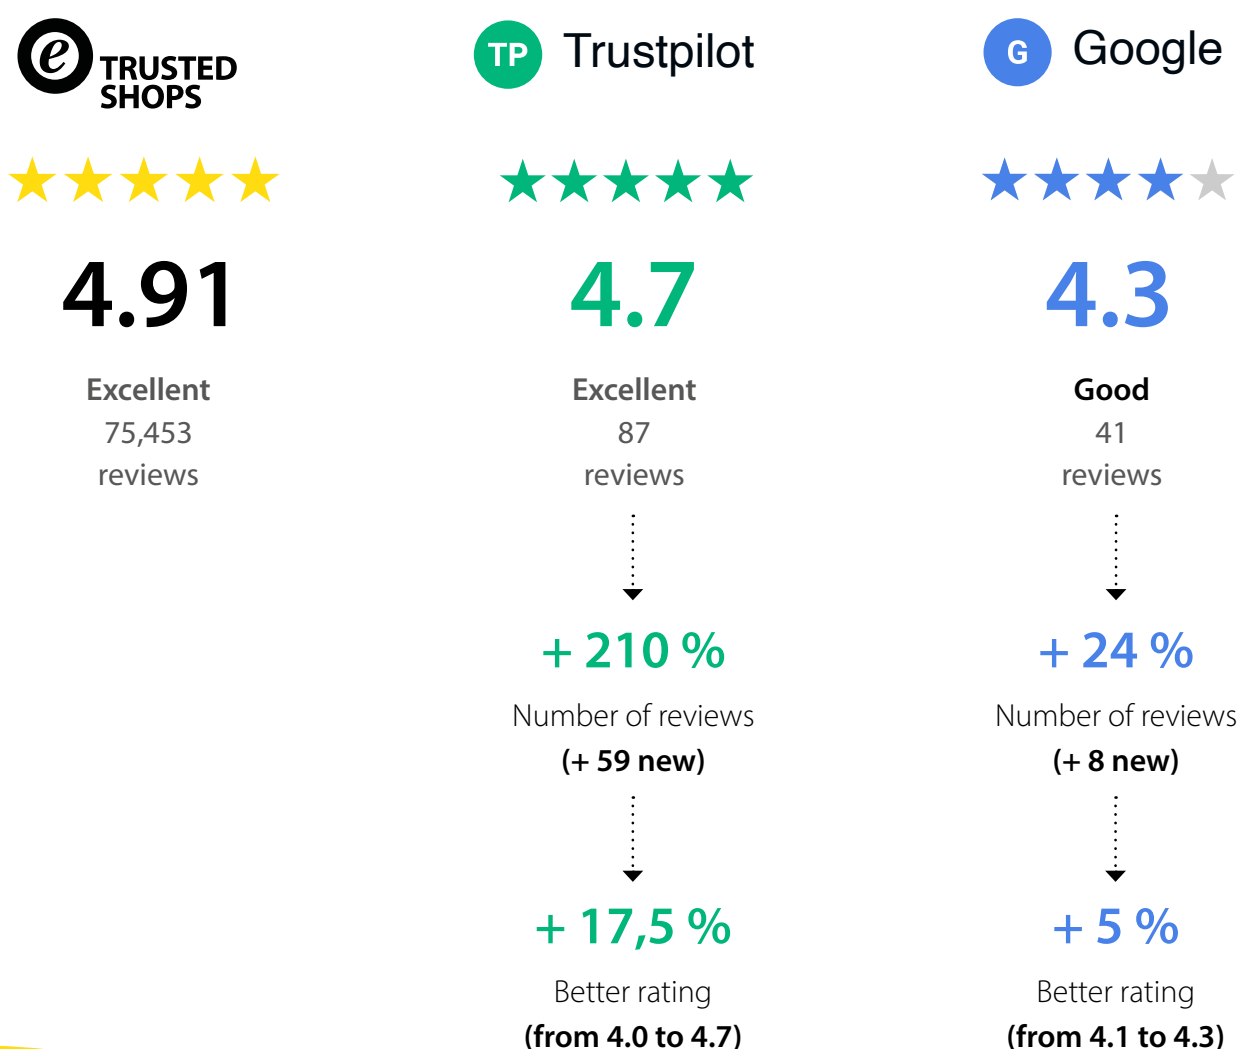 e TRUSTED
SHOPS
4.91
Excellent
75,453
reviews
TP Trustpilot
4.7
Excellent
87
reviews
+ 210 %
Number of reviews
(+ 59 new)
+ 17,5 %
Better rating
(from 4.0 to 4.7)
G Google
4.3
Good
41
reviews
+ 24 %
Number of reviews
(+ 8 new)
+ 5 %
Better rating
(from 4.1 to 4.3)